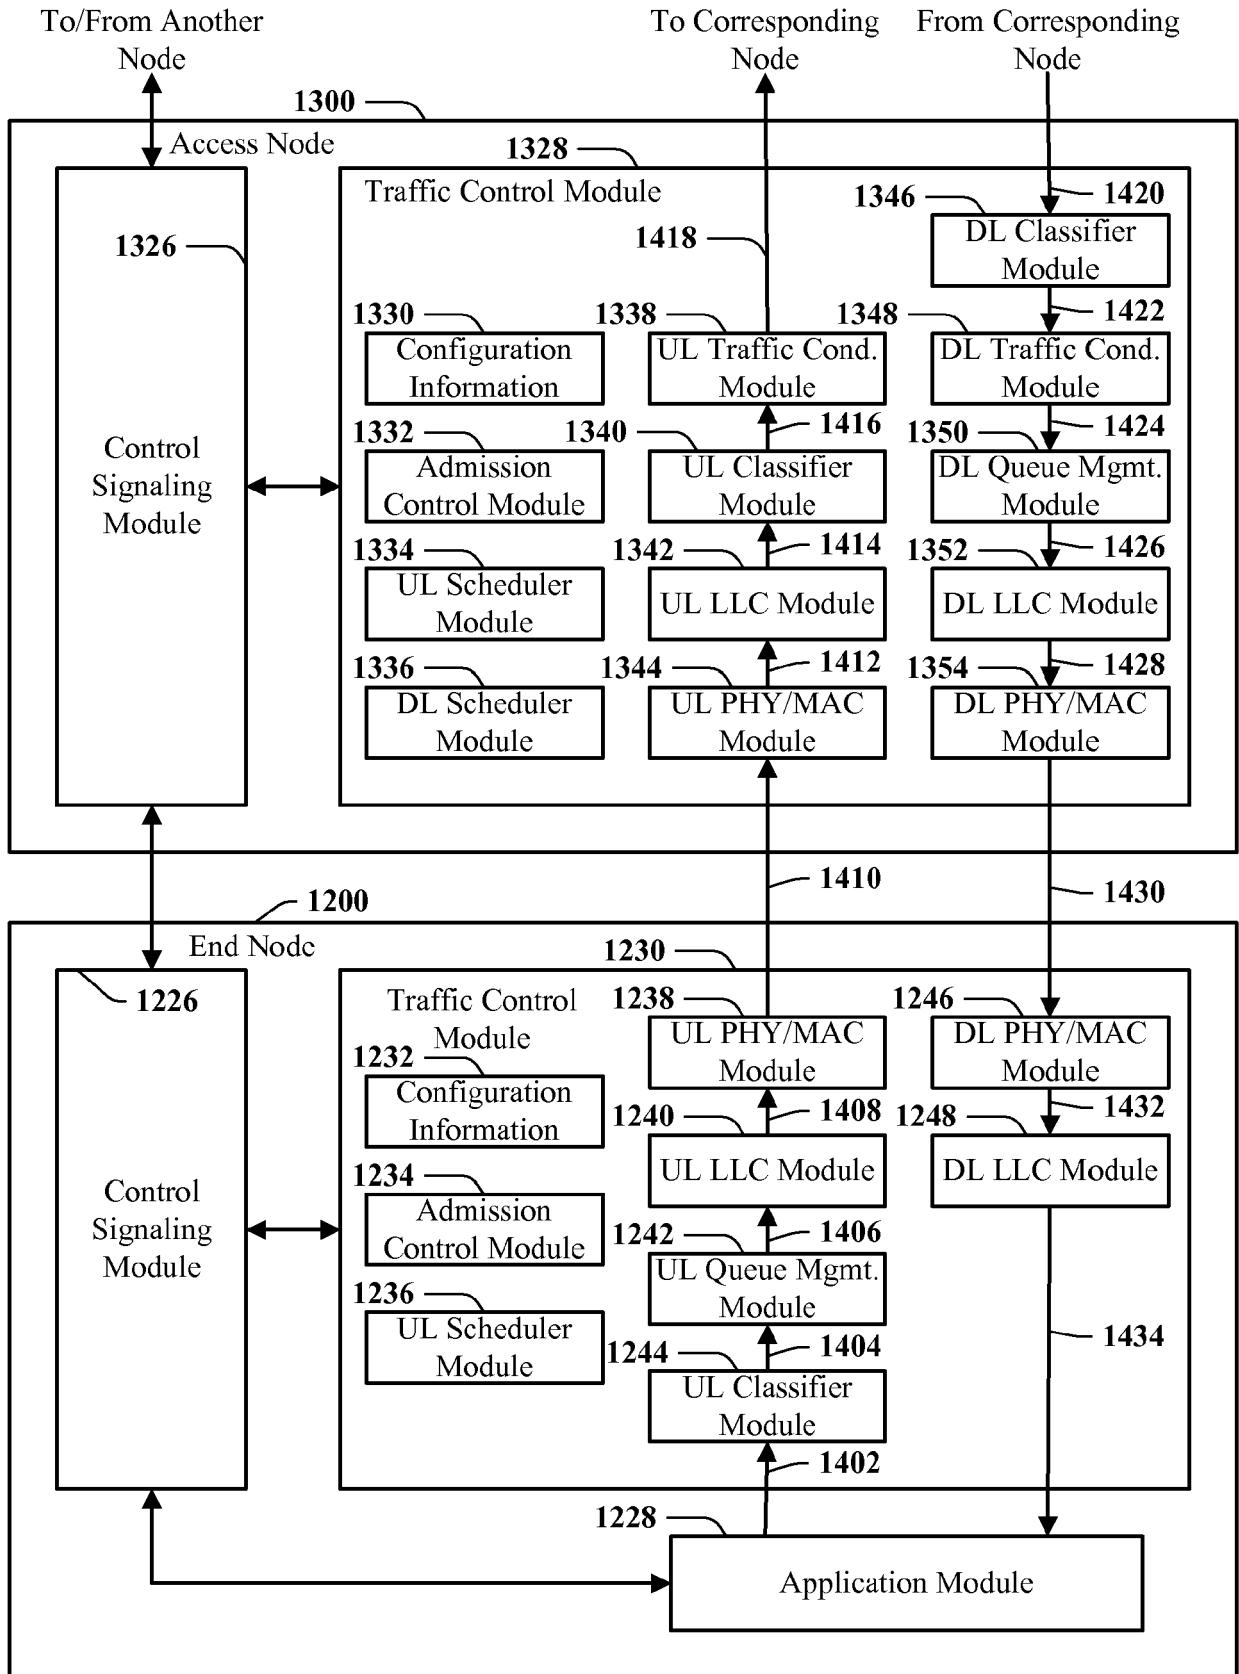 To/From Another
Node
To Corresponding
Node
From Corresponding
Node
1300
Access Node
1326
Control
Signaling
Module
1328
Traffic Control Module
1418
1346
1420
DL Classifier
Module
1422
1330
Configuration
Information
1338
UL Traffic Cond.
Module
1348
DL Traffic Cond.
Module
1416
1424
1332
Admission
Control Module
1340
UL Classifier
Module
1350
DL Queue Mgmt.
Module
1414
1426
1334
UL Scheduler
Module
1342
UL LLC Module
1352
DL LLC Module
1412
1428
1336
DL Scheduler
Module
1344
UL PHY/MAC
Module
1354
DL PHY/MAC
Module
1410
1430
1200
End Node
1226
Control
Signaling
Module
1230
Traffic Control
Module
1238
UL PHY/MAC
Module
1246
DL PHY/MAC
Module
1232
Configuration
Information
1408
1432
1240
UL LLC Module
1248
DL LLC Module
1234
Admission
Control Module
1406
1242
UL Queue Mgmt.
Module
1236
UL Scheduler
Module
1404
1434
1244
UL Classifier
Module
1402
1228
Application Module